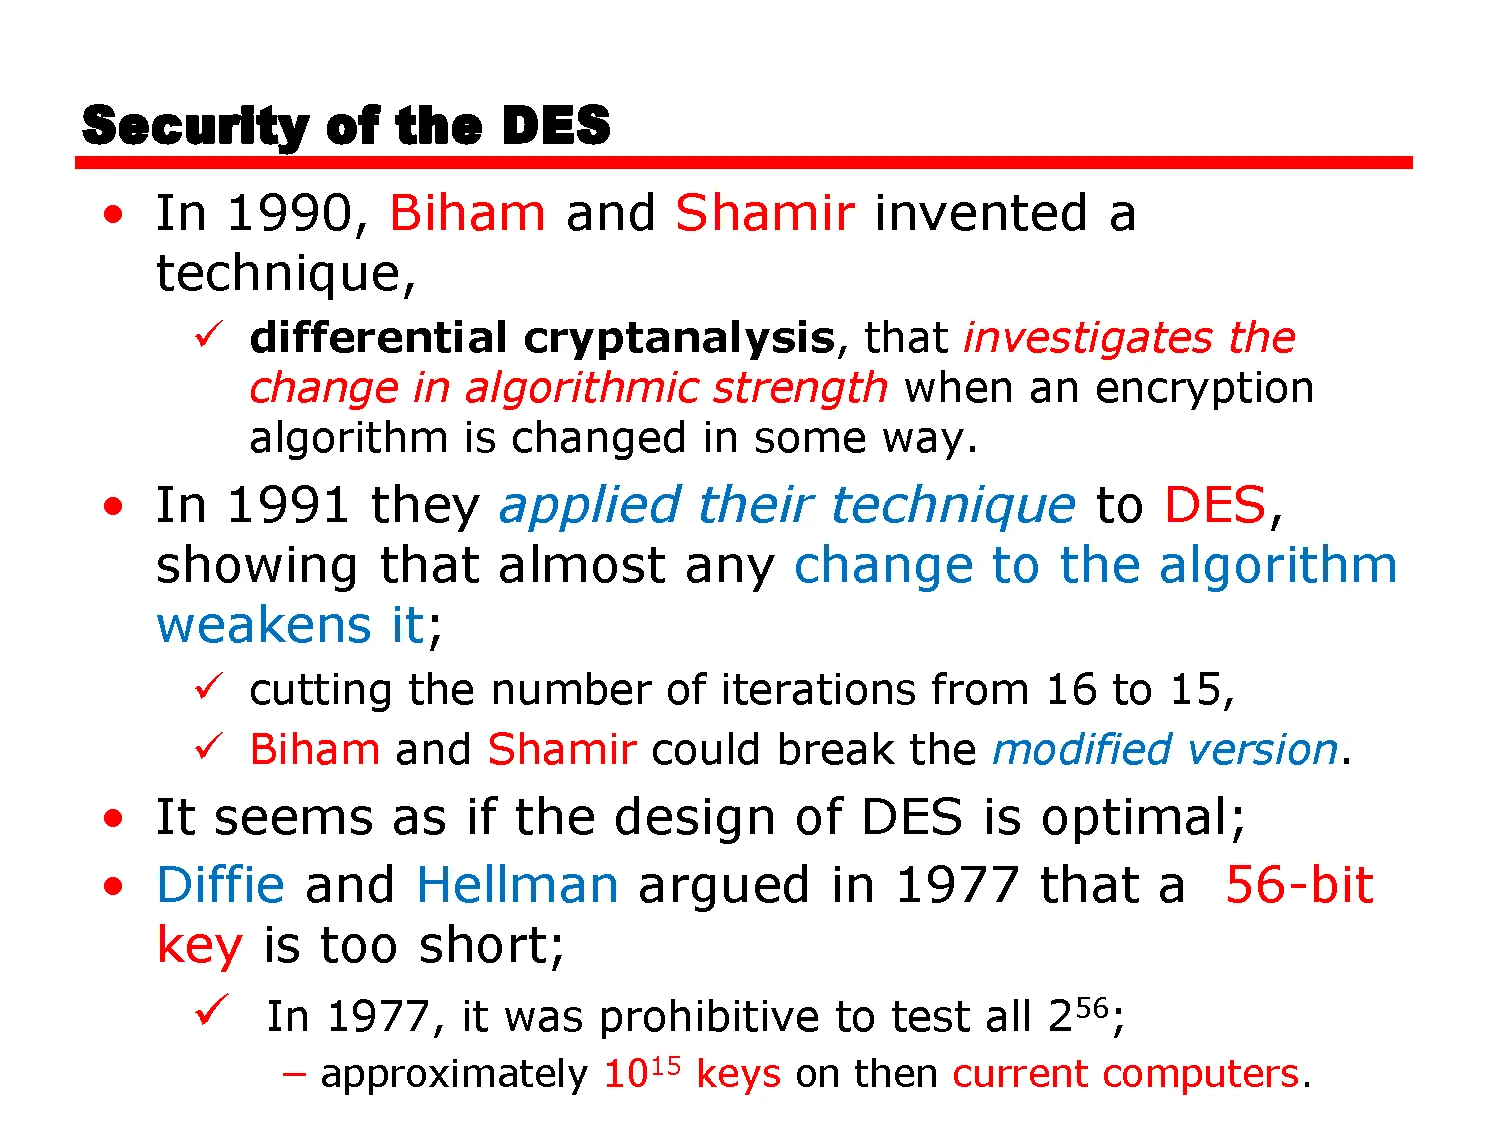 Security of the DES
• In 1990, Biham and Shamir invented a
technique,
✓ differential cryptanalysis, that investigates the
change in algorithmic strength when an encryption
algorithm is changed in some way.
• In 1991 they applied their technique to DES,
showing that almost any change to the algorithm
weakens it;
✓ cutting the number of iterations from 16 to 15,
✓ Biham and Shamir could break the modified version.
• It seems as if the design of DES is optimal;
• Diffie and Hellman argued in 1977 that a 56-bit
key is too short;
✓ In 1977, it was prohibitive to test all 2⁵⁶;
– approximately 10¹⁵ keys on then current computers.